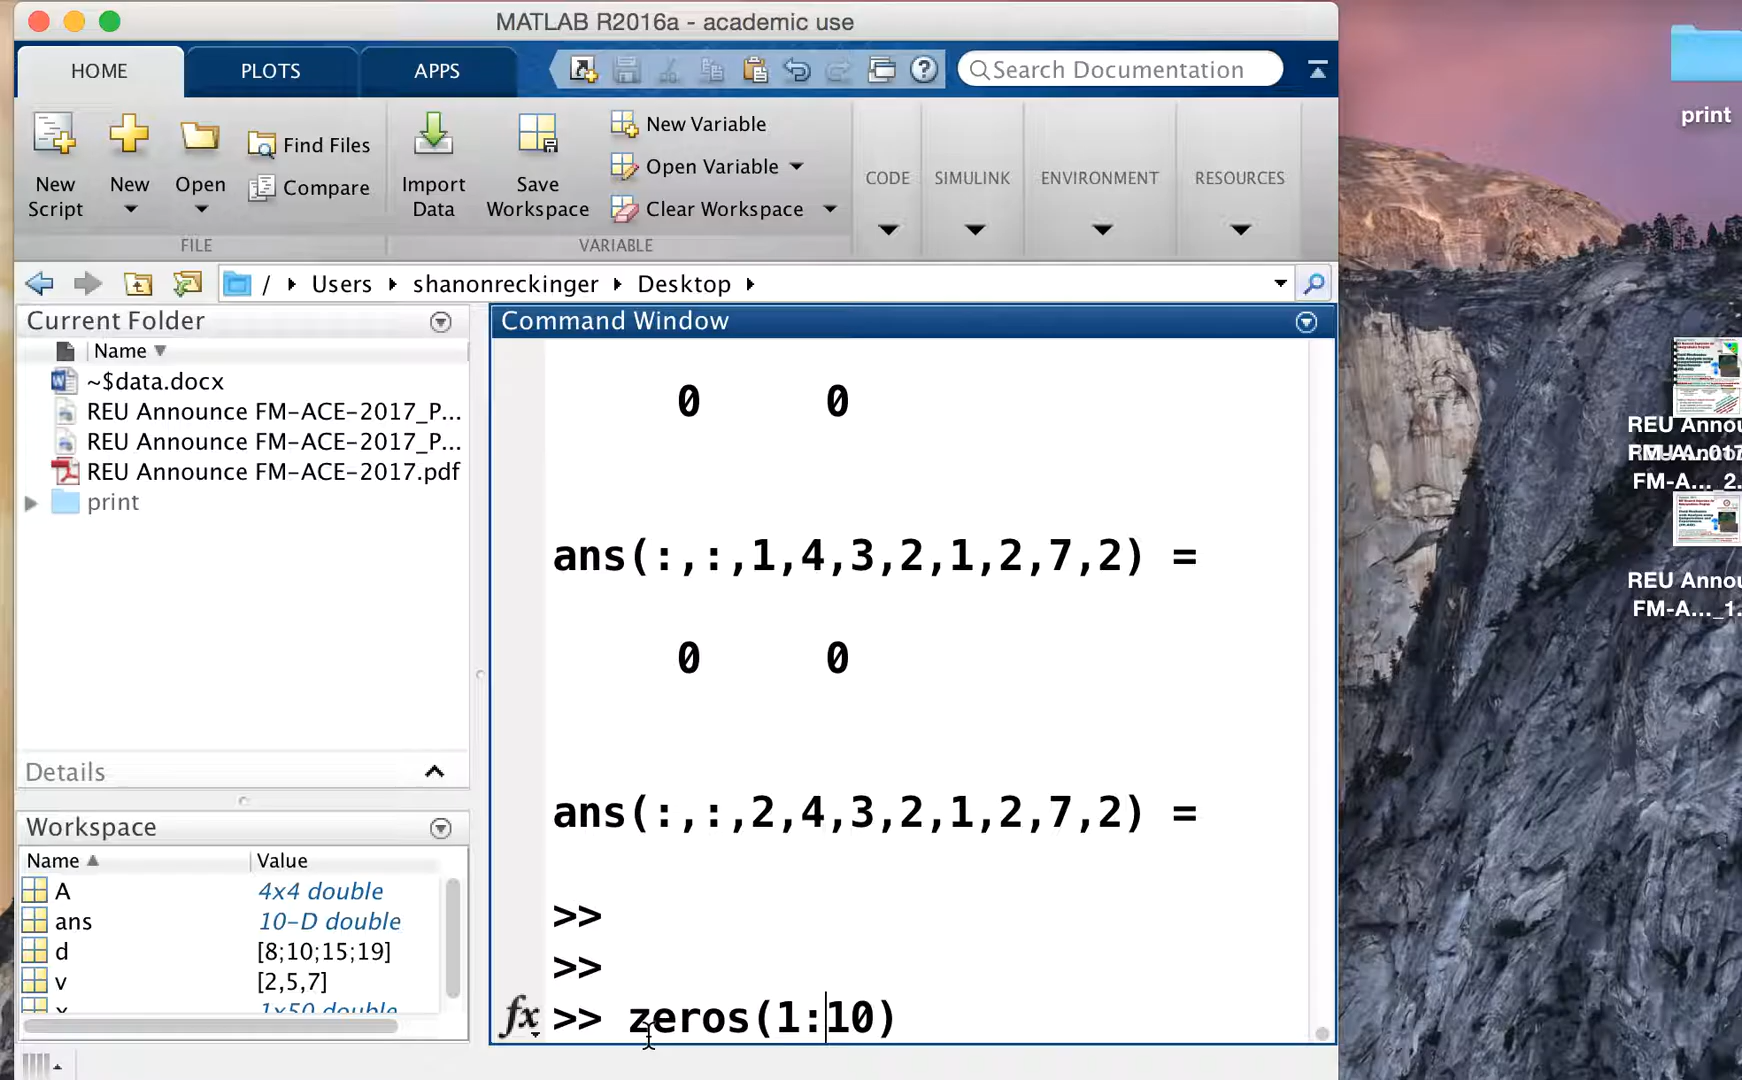 MATLAB R2016a - academic use
HOME
PLOTS
APPS
Search Documentation
New Script
New
Open
Find Files
Compare
Import Data
Save Workspace
New Variable
Open Variable
Clear Workspace
CODE
SIMULINK
ENVIRONMENT
RESOURCES
FILE
VARIABLE
/ Users shanonreckinger Desktop
Current Folder
Name
~$data.docx
REU Announce FM-ACE-2017_P...
REU Announce FM-ACE-2017_P...
REU Announce FM-ACE-2017.pdf
print
Details
Workspace
Name Value
A 4x4 double
ans 10-D double
d [8;10;15;19]
v [2,5,7]
x 1x50 double
Command Window
0 0
ans(:,:,1,4,3,2,1,2,7,2) =
0 0
ans(:,:,2,4,3,2,1,2,7,2) =
>>
>>
fx >> zeros(1:10)
print
REU Annou
FM-A... _2.
REU Annou
FM-A... _1.